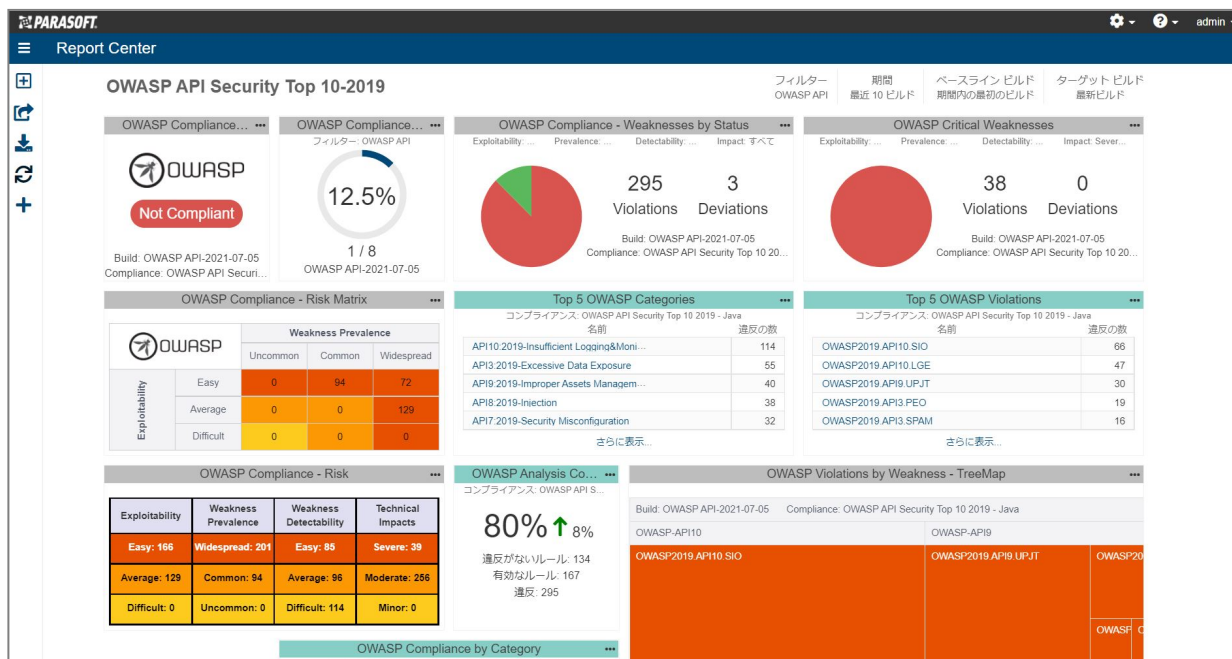 PARASOFT.
admin
Report Center
OWASP API Security Top 10-2019
フィルター
OWASP API
期間
最近 10 ビルド
ベースライン ビルド
期間内の最初のビルド
ターゲット ビルド
最新ビルド
OWASP Compliance... •••
OWASP
Not Compliant
Build: OWASP API-2021-07-05
Compliance: OWASP API Securi...
OWASP Compliance... •••
フィルター: OWASP API
12.5%
1 / 8
OWASP API-2021-07-05
OWASP Compliance - Weaknesses by Status •••
Exploitability: ... Prevalence: ... Detectability: ... Impact: すべて
295 3
Violations Deviations
Build: OWASP API-2021-07-05
Compliance: OWASP API Security Top 10 20...
OWASP Critical Weaknesses •••
Exploitability: ... Prevalence: ... Detectability: ... Impact: Sever...
38 0
Violations Deviations
Build: OWASP API-2021-07-05
Compliance: OWASP API Security Top 10 20...
OWASP Compliance - Risk Matrix •••
OWASP
Weakness Prevalence
Uncommon Common Widespread
Exploitability
Easy 0 94 72
Average 0 0 129
Difficult 0 0 0
Top 5 OWASP Categories •••
コンプライアンス: OWASP API Security Top 10 2019 - Java
名前 違反の数
API10:2019-Insufficient Logging&Moni... 114
API3:2019-Excessive Data Exposure 55
API9:2019-Improper Assets Managem... 40
API8:2019-Injection 38
API7:2019-Security Misconfiguration 32
さらに表示...
Top 5 OWASP Violations •••
コンプライアンス: OWASP API Security Top 10 2019 - Java
名前 違反の数
OWASP2019.API10.SIO 66
OWASP2019.API10.LGE 47
OWASP2019.API9.UPJT 30
OWASP2019.API3.PEO 19
OWASP2019.API3.SPAM 16
さらに表示...
OWASP Compliance - Risk •••
Exploitability Weakness Prevalence Weakness Detectability Technical Impacts
Easy: 166 Widespread: 201 Easy: 85 Severe: 39
Average: 129 Common: 94 Average: 96 Moderate: 256
Difficult: 0 Uncommon: 0 Difficult: 114 Minor: 0
OWASP Analysis Co... •••
コンプライアンス: OWASP API S...
80% 8%
違反がないルール: 134
有効なルール: 167
違反: 295
OWASP Violations by Weakness - TreeMap •••
Build: OWASP API-2021-07-05 Compliance: OWASP API Security Top 10 2019 - Java
OWASP-API10 OWASP-API9
OWASP2019.API10.SIO OWASP2019.API9.UPJT OWASP20
OWASP
OWASP Compliance by Category •••